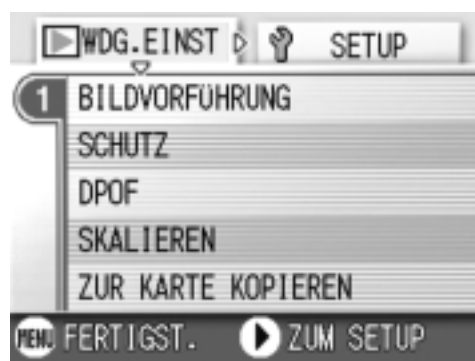 WDG.EINST SETUP
1 BILDVORFÜHRUNG
SCHUTZ
DPOF
SKALIEREN
ZUR KARTE KOPIEREN
MENU FERTIGST. ZUM SETUP